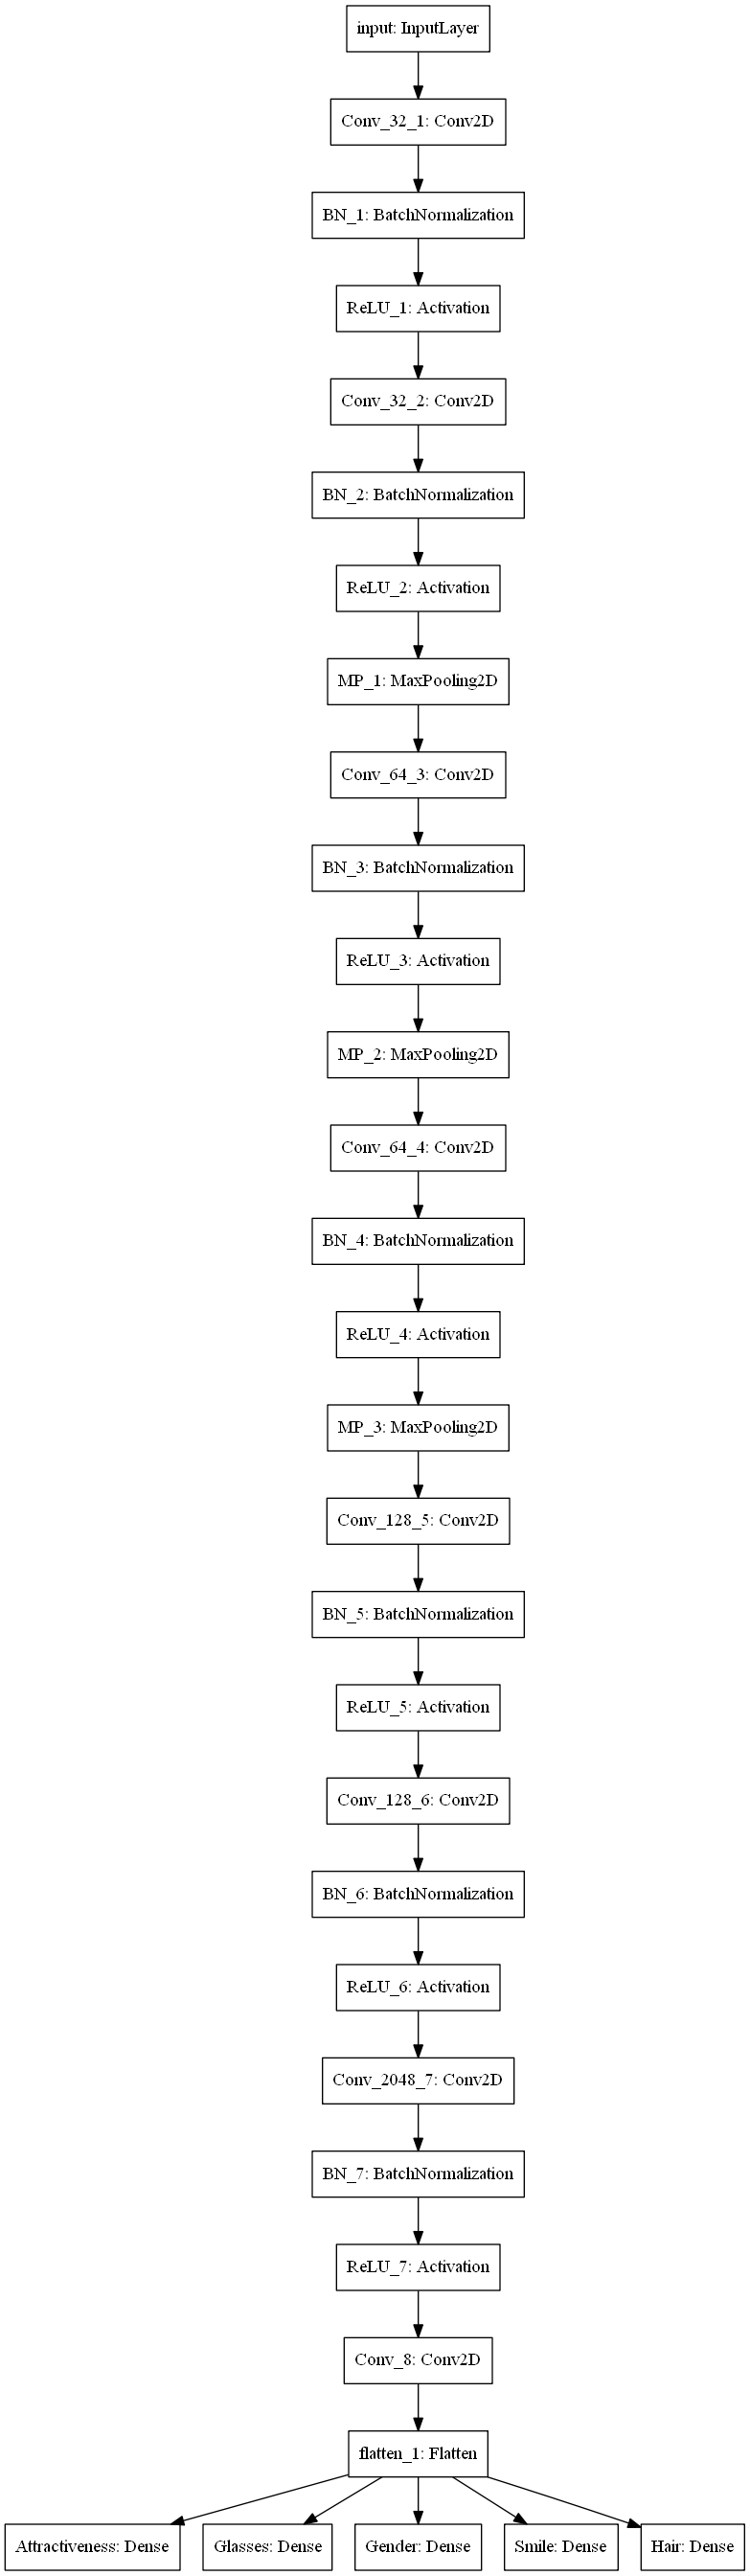 input: InputLayer
Conv_32_1: Conv2D
BN_1: BatchNormalization
ReLU_1: Activation
Conv_32_2: Conv2D
BN_2: BatchNormalization
ReLU_2: Activation
MP_1: MaxPooling2D
Conv_64_3: Conv2D
BN_3: BatchNormalization
ReLU_3: Activation
MP_2: MaxPooling2D
Conv_64_4: Conv2D
BN_4: BatchNormalization
ReLU_4: Activation
MP_3: MaxPooling2D
Conv_128_5: Conv2D
BN_5: BatchNormalization
ReLU_5: Activation
Conv_128_6: Conv2D
BN_6: BatchNormalization
ReLU_6: Activation
Conv_2048_7: Conv2D
BN_7: BatchNormalization
ReLU_7: Activation
Conv_8: Conv2D
flatten_1: Flatten
Attractiveness: Dense
Glasses: Dense
Gender: Dense
Smile: Dense
Hair: Dense